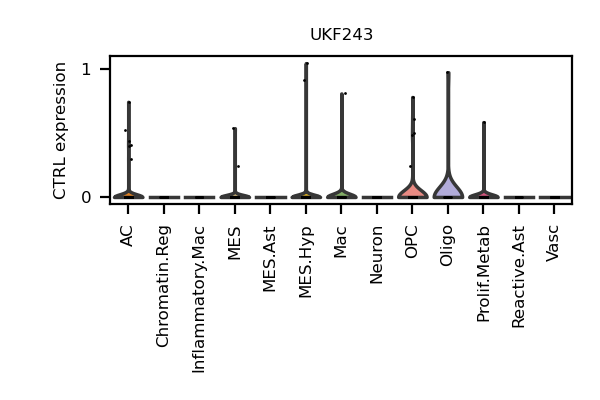 UKF243
CTRL expression
1
0
AC
Chromatin.Reg
Inflammatory.Mac
MES
MES.Ast
MES.Hyp
Mac
Neuron
OPC
Oligo
Prolif.Metab
Reactive.Ast
Vasc